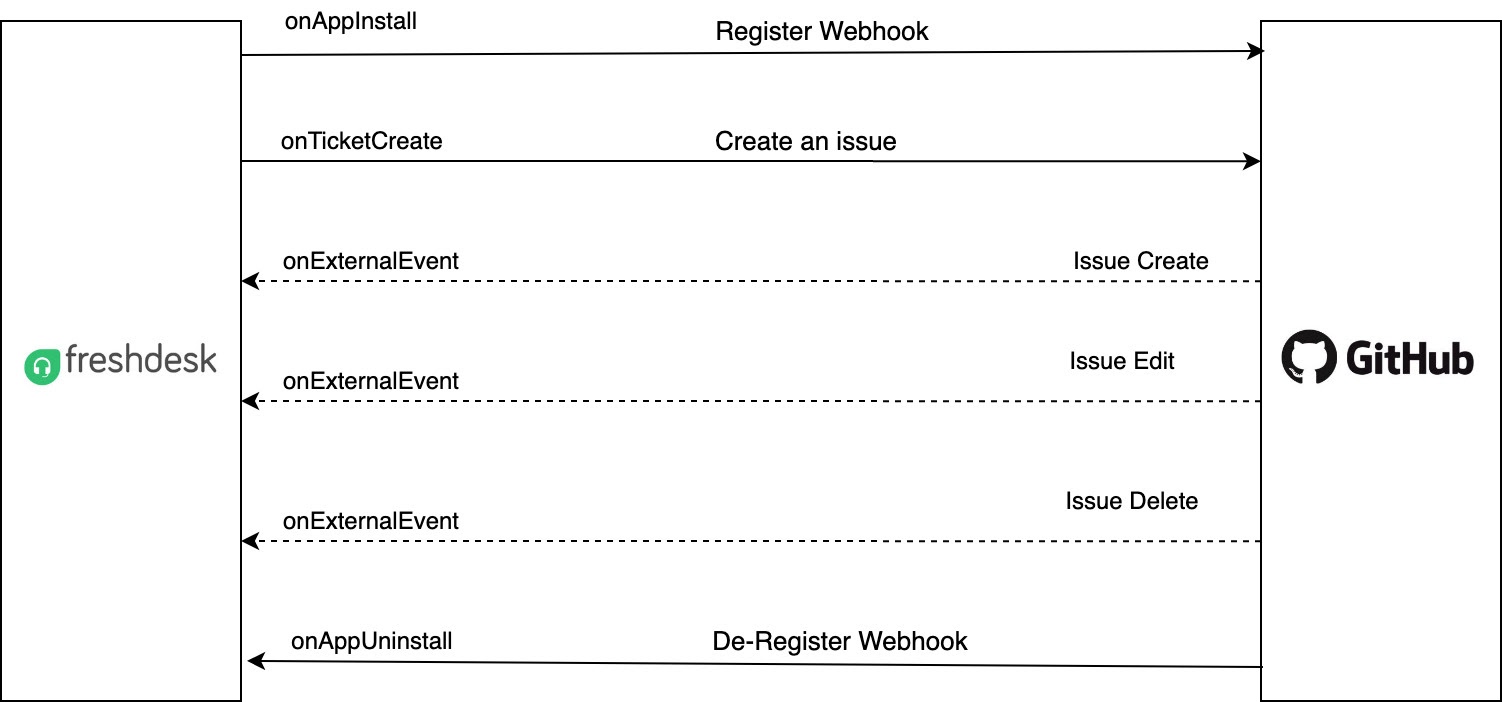 onAppInstall
Register Webhook
onTicketCreate
Create an issue
onExternalEvent
Issue Create
freshdesk
onExternalEvent
Issue Edit
GitHub
onExternalEvent
Issue Delete
onAppUninstall
De-Register Webhook